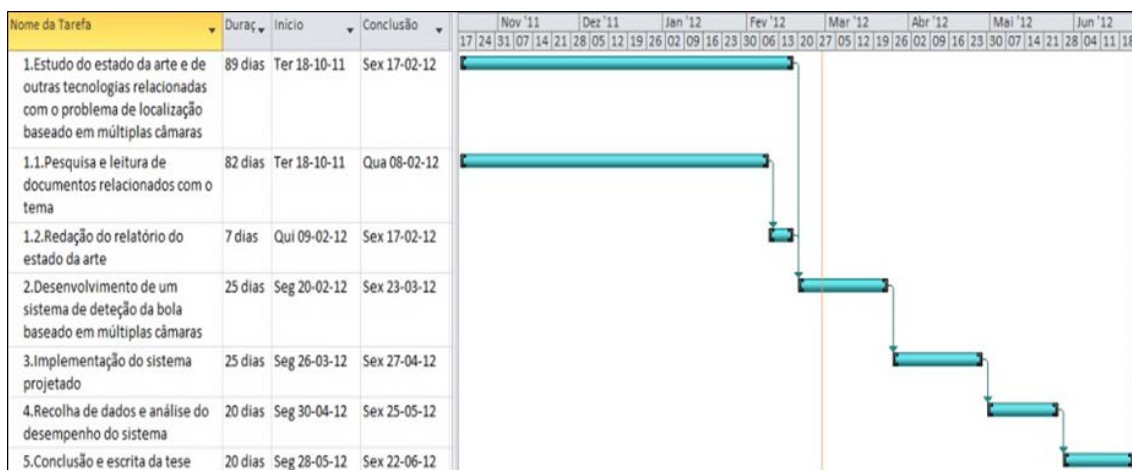 Nome da Tarefa Duraç Início Conclusão
Nov '11 Dez '11 Jan '12 Fev '12 Mar '12 Abr '12 Mai '12 Jun '12
17 24 31 07 14 21 28 05 12 19 26 02 09 16 23 30 06 13 20 27 05 12 19 26 02 09 16 23 30 07 14 21 28 04 11 18
1.Estudo do estado da arte e de 89 dias Ter 18-10-11 Sex 17-02-12
outras tecnologias relacionadas
com o problema de localização
baseado em múltiplas câmaras
1.1.Pesquisa e leitura de 82 dias Ter 18-10-11 Qua 08-02-12
documentos relacionados com o
tema
1.2.Redação do relatório do 7 dias Qui 09-02-12 Sex 17-02-12
estado da arte
2.Desenvolvimento de um 25 dias Seg 20-02-12 Sex 23-03-12
sistema de deteção da bola
baseado em múltiplas câmaras
3.Implementação do sistema 25 dias Seg 26-03-12 Sex 27-04-12
projetado
4.Recolha de dados e análise do 20 dias Seg 30-04-12 Sex 25-05-12
desempenho do sistema
5.Conclusão e escrita da tese 20 dias Seg 28-05-12 Sex 22-06-12